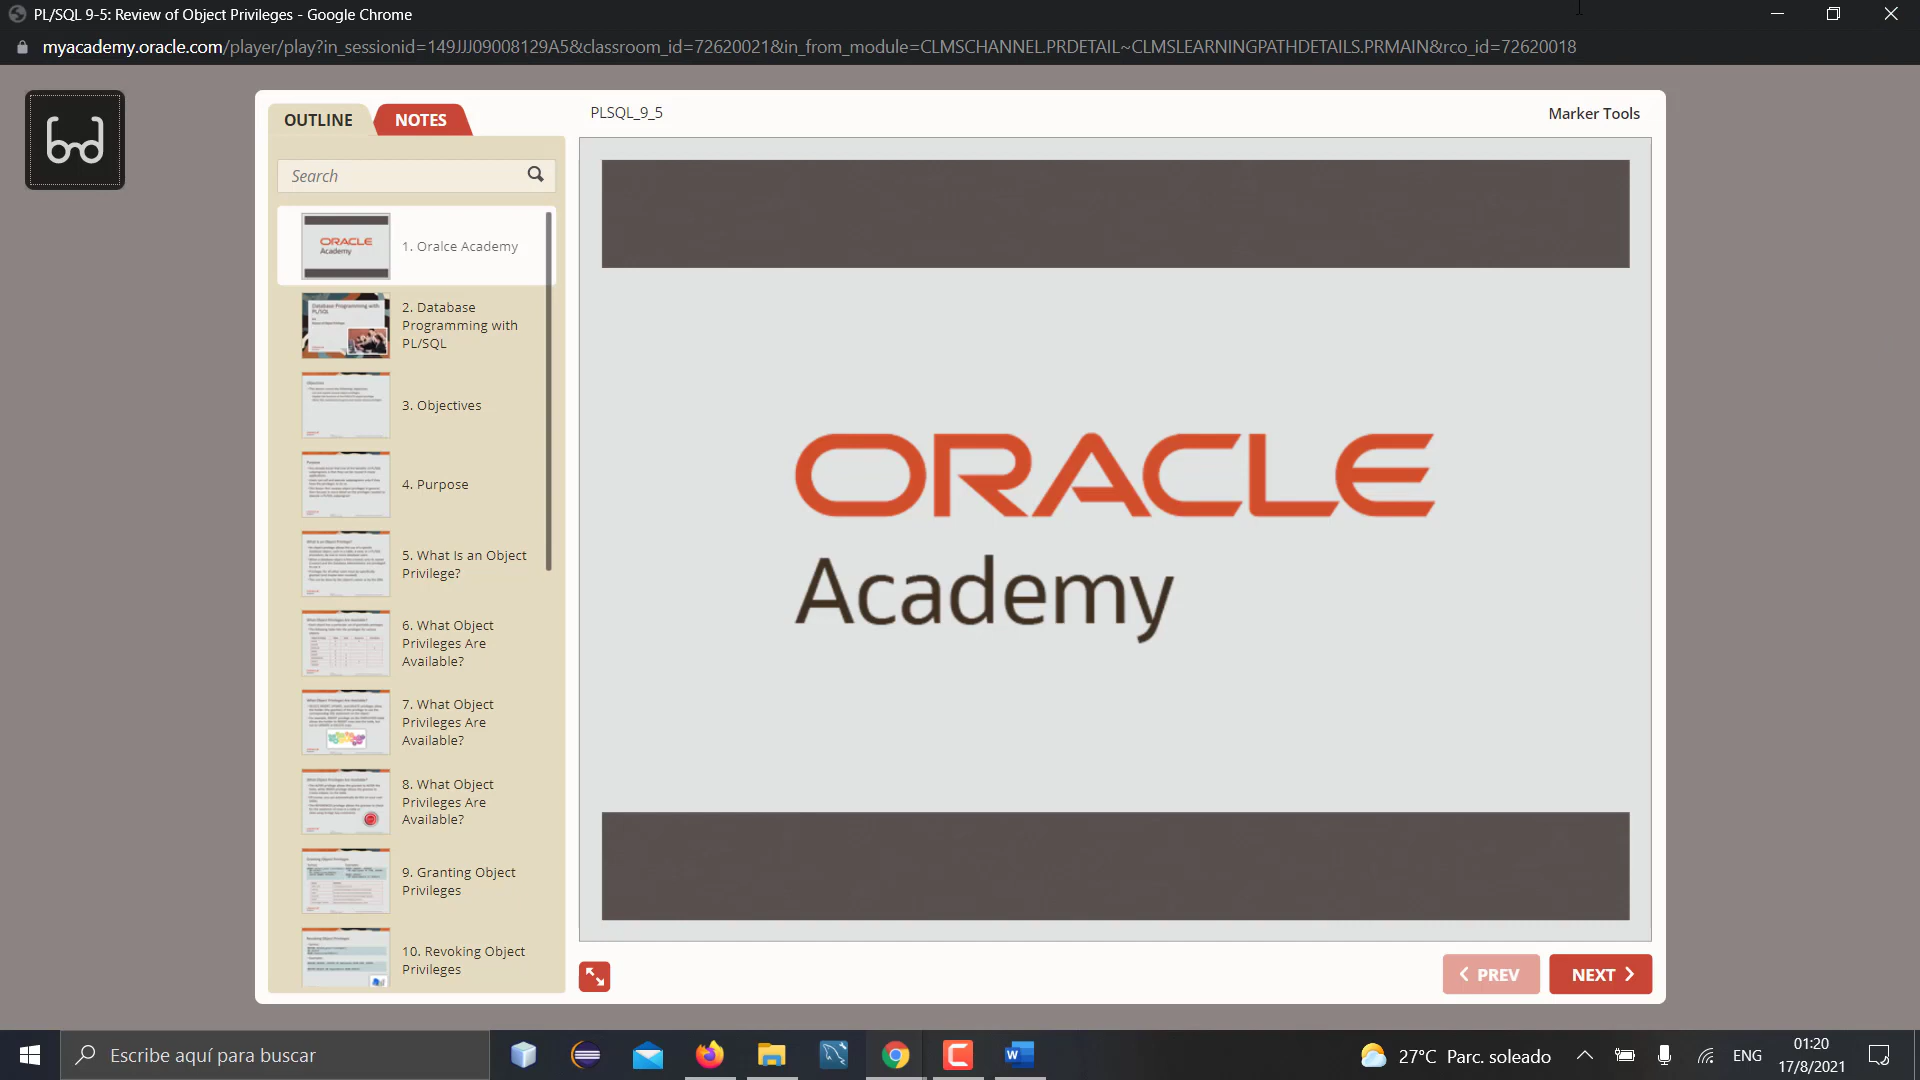 PL/SQL 9-5: Review of Object Privileges - Google Chrome
myacademy.oracle.com/player/play?in_sessionid=149JJJ09008129A5&classroom_id=72620021&in_from_module=CLMSCHANNEL.PRDETAIL~CLMSLEARNINGPATHDETAILS.PRMAIN&rco_id=72620018
OUTLINE
NOTES
PLSQL_9_5
Marker Tools
Search
ORACLE
Academy
1. Oralce Academy
2. Database
Programming with
PL/SQL
3. Objectives
4. Purpose
5. What Is an Object
Privilege?
6. What Object
Privileges Are
Available?
7. What Object
Privileges Are
Available?
8. What Object
Privileges Are
Available?
9. Granting Object
Privileges
10. Revoking Object
Privileges
ORACLE
Academy
PREV
NEXT
Escribe aquí para buscar
27°C Parc. soleado
ENG
01:20
17/8/2021